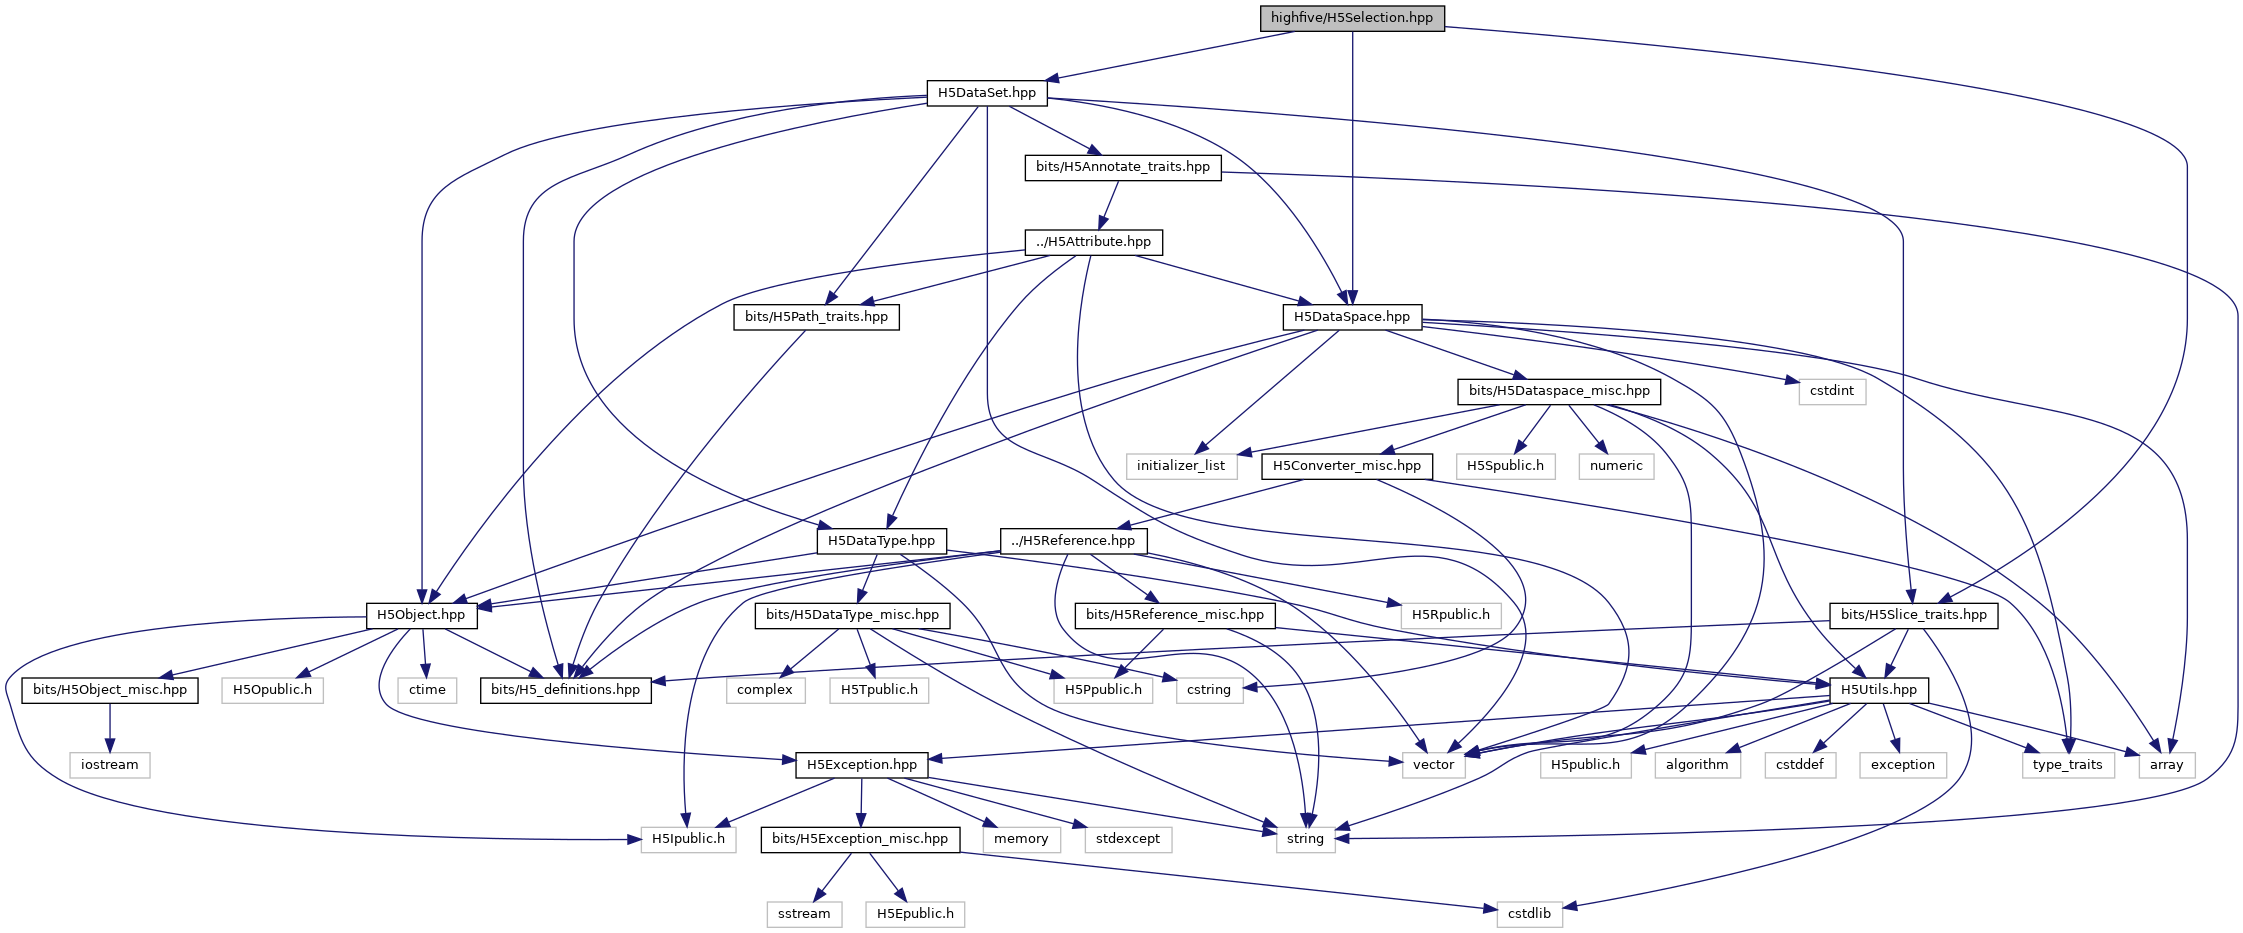 highfive/H5Selection.hpp
H5DataSet.hpp
bits/H5Annotate_traits.hpp
../H5Attribute.hpp
bits/H5Path_traits.hpp
H5DataSpace.hpp
bits/H5Dataspace_misc.hpp
cstdint
initializer_list
H5Converter_misc.hpp
H5Spublic.h
numeric
H5DataType.hpp
../H5Reference.hpp
H5Object.hpp
bits/H5DataType_misc.hpp
bits/H5Reference_misc.hpp
H5Rpublic.h
bits/H5Slice_traits.hpp
bits/H5Object_misc.hpp
H5Opublic.h
ctime
bits/H5_definitions.hpp
complex
H5Tpublic.h
H5Ppublic.h
cstring
H5Utils.hpp
iostream
H5Exception.hpp
vector
H5public.h
algorithm
cstddef
exception
type_traits
array
H5Ipublic.h
bits/H5Exception_misc.hpp
memory
stdexcept
string
sstream
H5Epublic.h
cstdlib